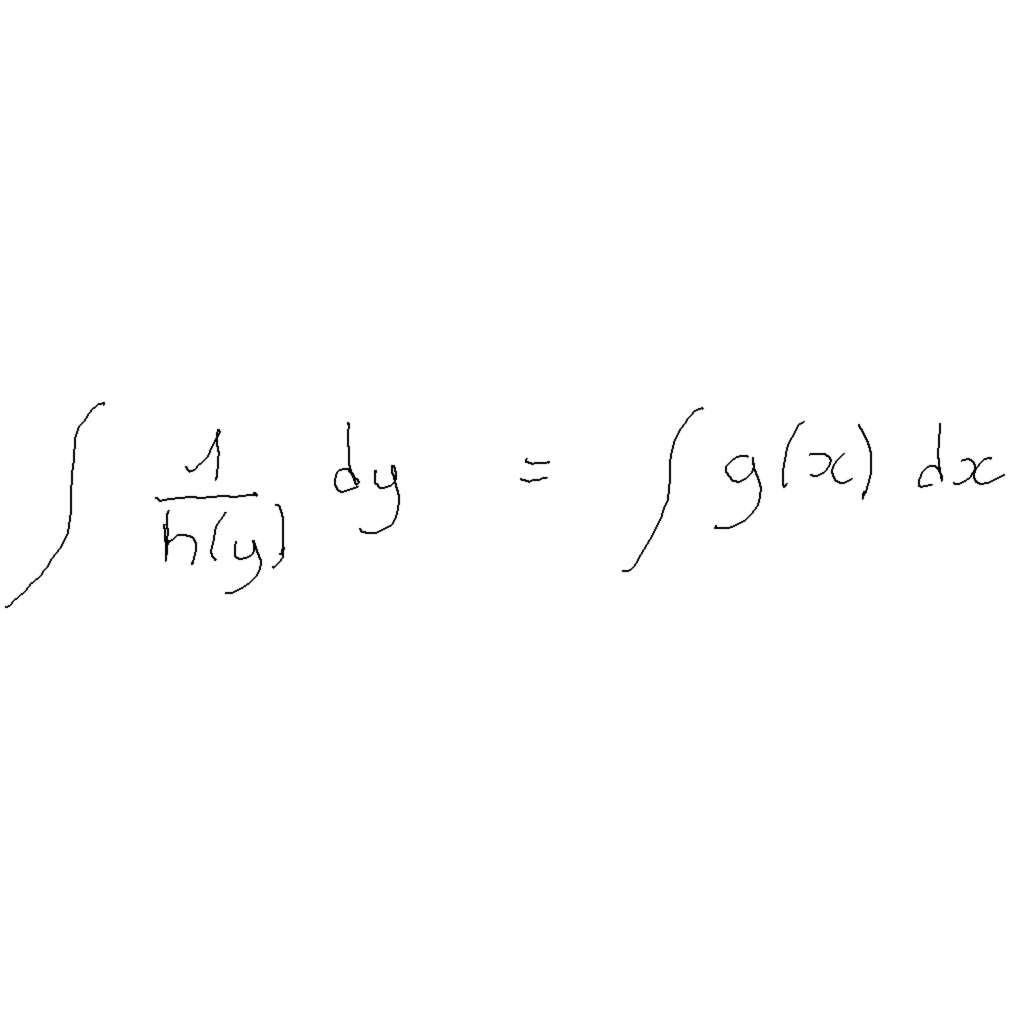 ∫ 1/h(y) dy = ∫ g(x) dx